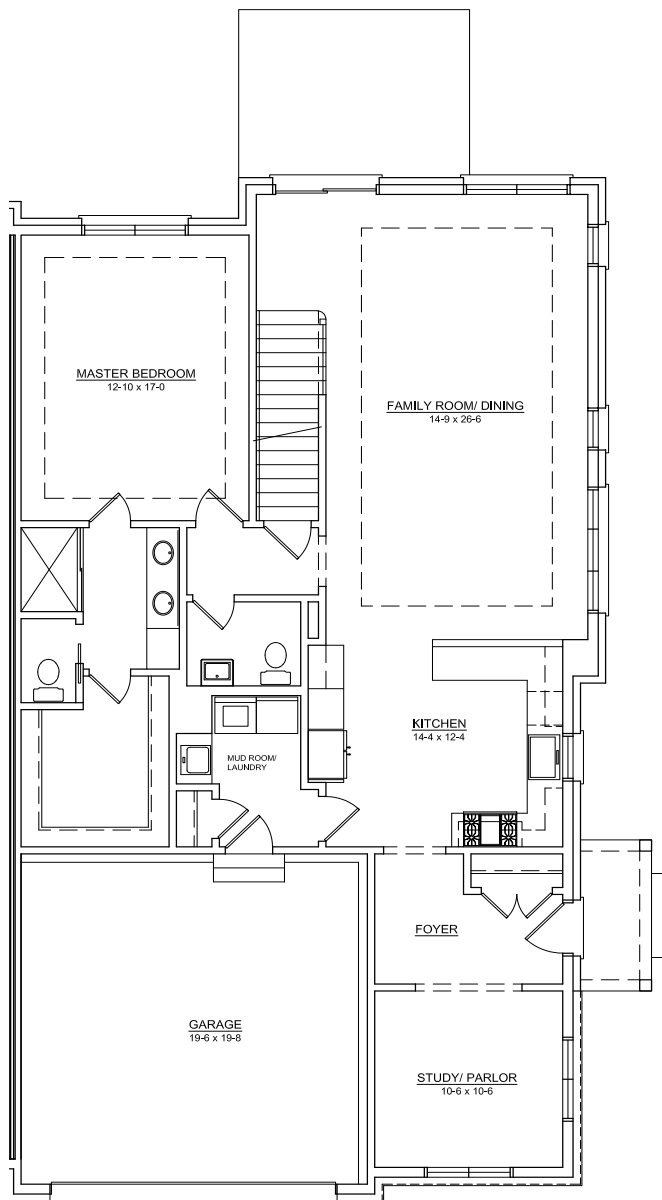 MASTER BEDROOM
12-10 x 17-0
FAMILY ROOM/ DINING
14-9 x 26-6
KITCHEN
14-4 x 12-4
MUD ROOM/
LAUNDRY
FOYER
GARAGE
19-6 x 19-8
STUDY/ PARLOR
10-6 x 10-6